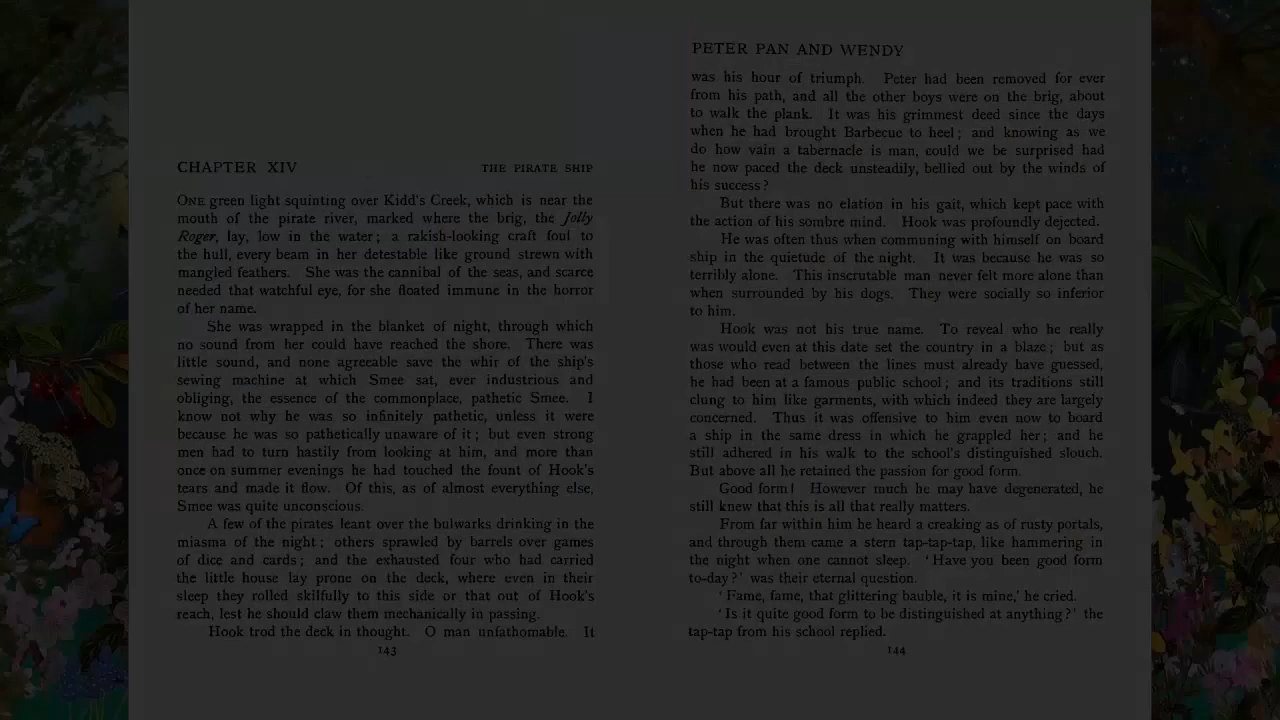 CHAPTER XIV THE PIRATE SHIP
ONE green light squinting over Kidd's Creek, which is near the
mouth of the pirate river, marked where the brig, the Jolly
Roger, lay, low in the water; a rakish-looking craft foul to
the hull, every beam in her detestable like ground strewn with
mangled feathers. She was the cannibal of the seas, and scarce
needed that watchful eye, for she floated immune in the horror
of her name.
She was wrapped in the blanket of night, through which
no sound from her could have reached the shore. There was
little sound, and none agreeable save the whir of the ship's
sewing machine at which Smee sat, ever industrious and
obliging, the essence of the commonplace, pathetic Smee. I
know not why he was so infinitely pathetic, unless it were
because he was so pathetically unaware of it; but even strong
men had to turn hastily from looking at him, and more than
once on summer evenings he had touched the fount of Hook's
tears and made it flow. Of this, as of almost everything else,
Smee was quite unconscious.
A few of the pirates leant over the bulwarks drinking in the
miasma of the night; others sprawled by barrels over games
of dice and cards; and the exhausted four who had carried
the little house lay prone on the deck, where even in their
sleep they rolled skilfully to this side or that out of Hook's
reach, lest he should claw them mechanically in passing.
Hook trod the deck in thought. O man unfathomable. It
143
PETER PAN AND WENDY
was his hour of triumph. Peter had been removed for ever
from his path, and all the other boys were on the brig, about
to walk the plank. It was his grimmest deed since the days
when he had brought Barbecue to heel; and knowing as we
do how vain a tabernacle is man, could we be surprised had
he now paced the deck unsteadily, bellied out by the winds of
his success?
But there was no elation in his gait, which kept pace with
the action of his sombre mind. Hook was profoundly dejected.
He was often thus when communing with himself on board
ship in the quietude of the night. It was because he was so
terribly alone. This inscrutable man never felt more alone than
when surrounded by his dogs. They were socially so inferior
to him.
Hook was not his true name. To reveal who he really
was would even at this date set the country in a blaze; but as
those who read between the lines must already have guessed,
he had been at a famous public school; and its traditions still
clung to him like garments, with which indeed they are largely
concerned. Thus it was offensive to him even now to board
a ship in the same dress in which he grappled her; and he
still adhered in his walk to the school's distinguished slouch.
But above all he retained the passion for good form.
Good form! However much he may have degenerated, he
still knew that this is all that really matters.
From far within him he heard a creaking as of rusty portals,
and through them came a stern tap-tap-tap, like hammering in
the night when one cannot sleep. 'Have you been good form
to-day?' was their eternal question.
'Fame, fame, that glittering bauble, it is mine,' he cried.
'Is it quite good form to be distinguished at anything?' the
tap-tap from his school replied.
144